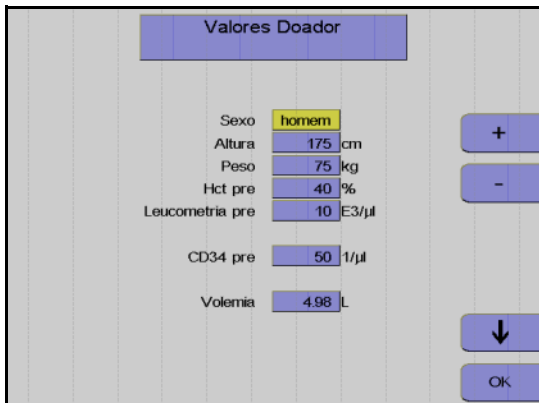 Valores Doador
Sexo homem
+
Altura 175 cm
Peso 75 kg
-
Hct pre 40 %
Leucometria pre 10 E3/µl
CD34 pre 50 1/µl
Volemia 4.98 L
↓
OK